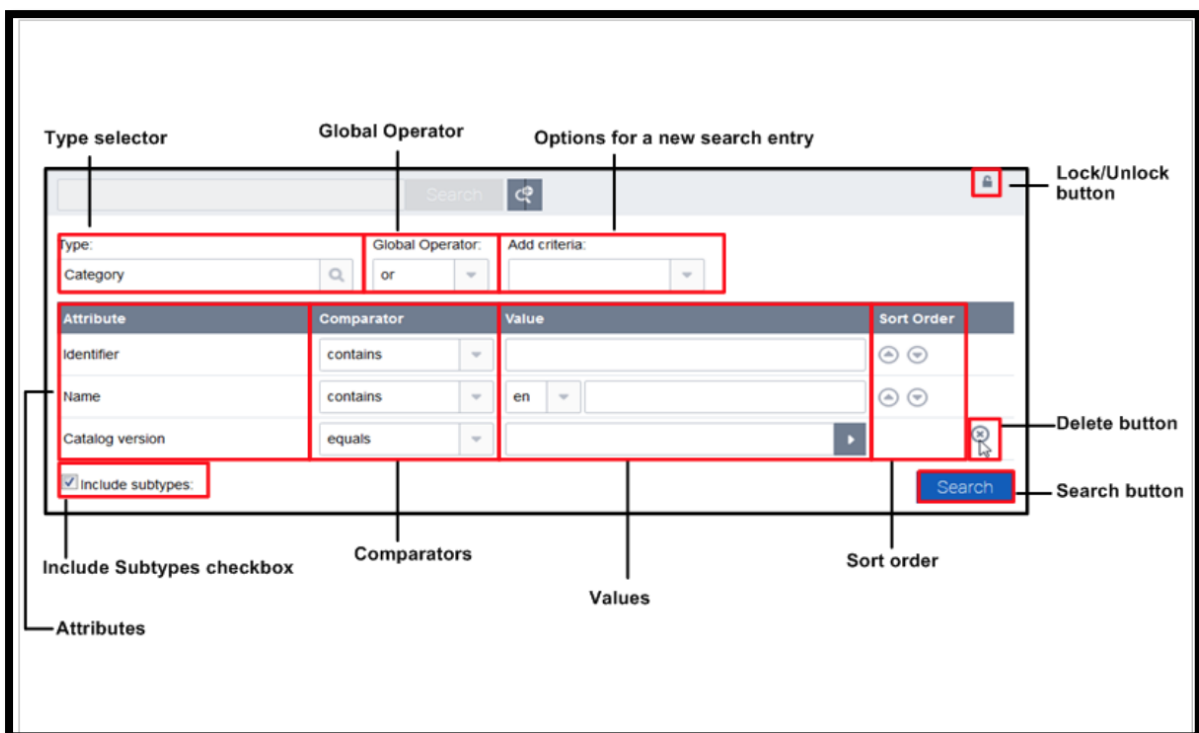 Type selector
Global Operator
Options for a new search entry
Lock/Unlock
button
Search
Type:
Global Operator:
Add criteria:
Category
or
Attribute
Comparator
Value
Sort Order
Identifier
contains
Name
contains
en
Catalog version
equals
Delete button
Include subtypes:
Search
Search button
Include Subtypes checkbox
Comparators
Sort order
Values
Attributes